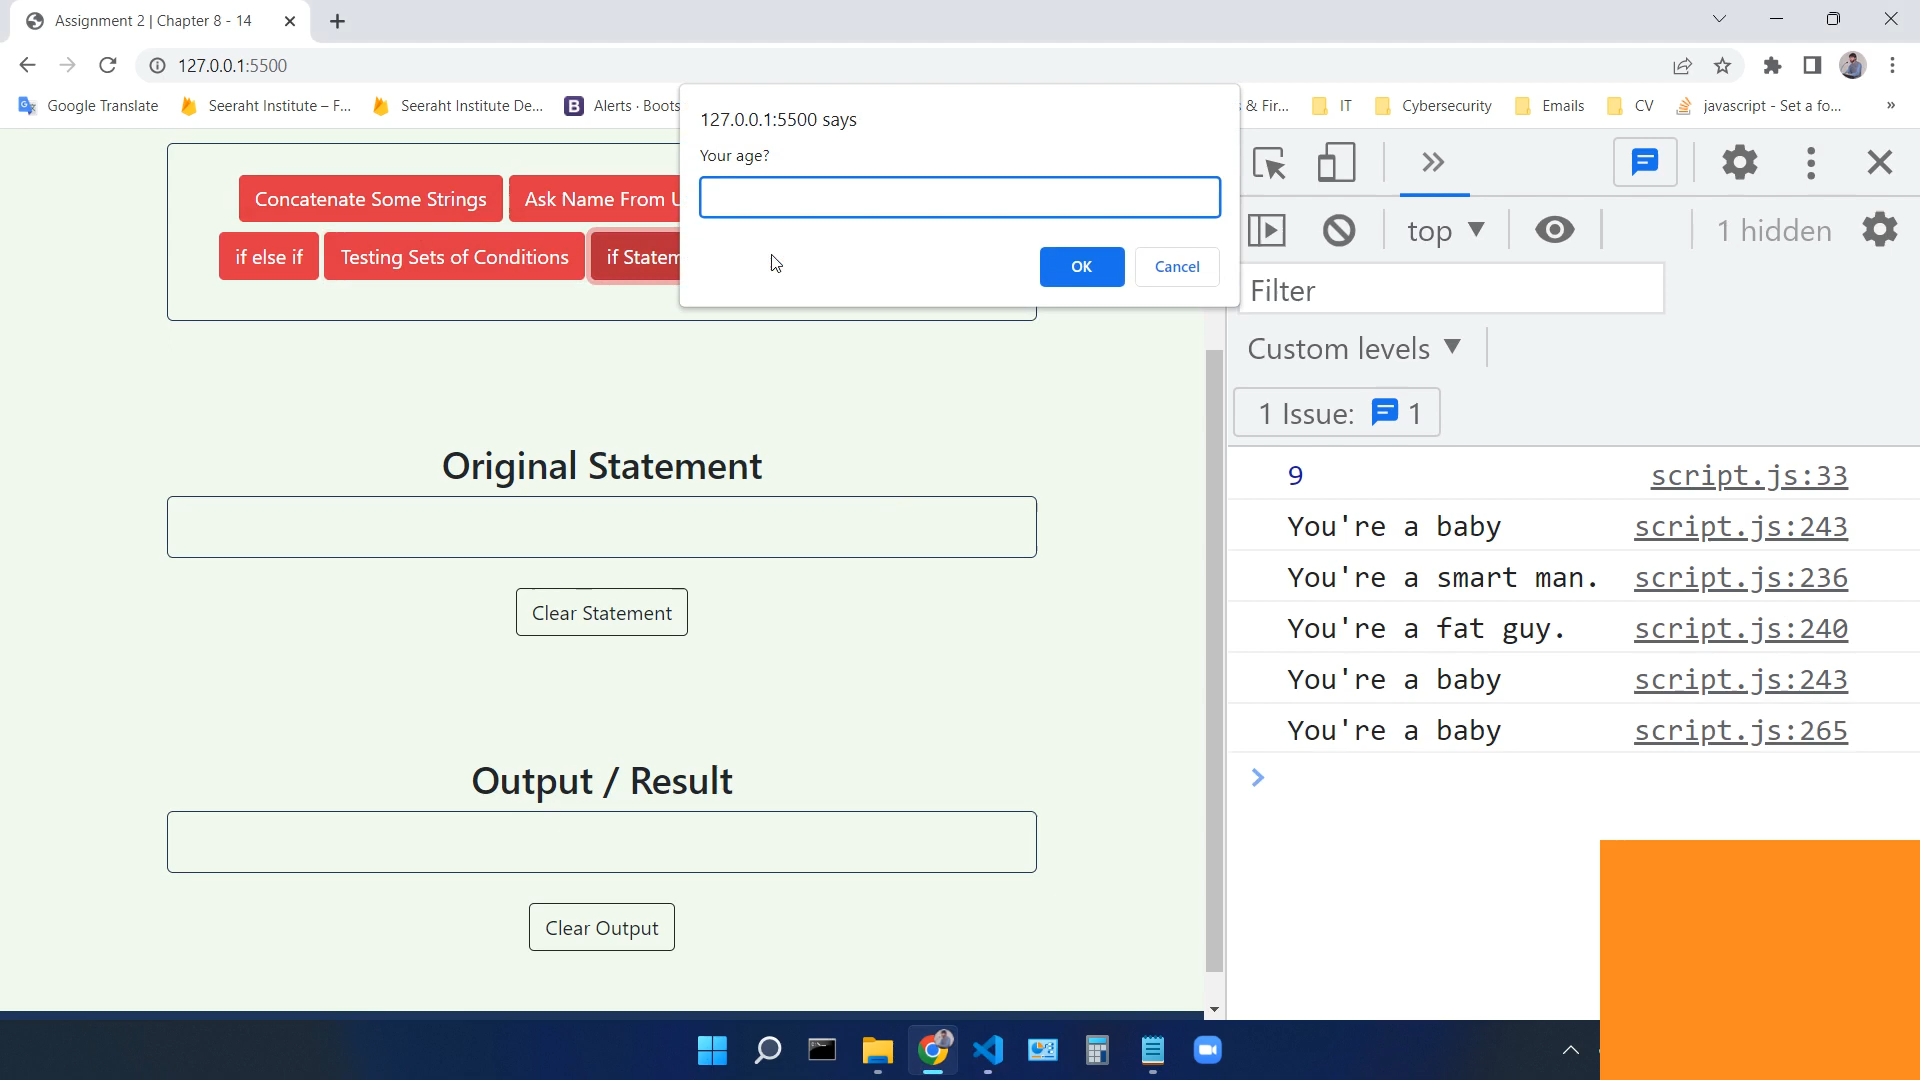 Assignment 2 | Chapter 8 - 14
127.0.0.1:5500
Google Translate
Seeraht Institute – F...
Seeraht Institute De...
B Alerts · Boots
& Fir...
IT
Cybersecurity
Emails
CV
javascript - Set a fo...
»
127.0.0.1:5500 says
Your age?
OK
Cancel
Concatenate Some Strings
Ask Name From U
if else if
Testing Sets of Conditions
if Statem
Original Statement
Clear Statement
Output / Result
Clear Output
top
1 hidden
Filter
Custom levels
1 Issue: 1
9 script.js:33
You're a baby script.js:243
You're a smart man. script.js:236
You're a fat guy. script.js:240
You're a baby script.js:243
You're a baby script.js:265